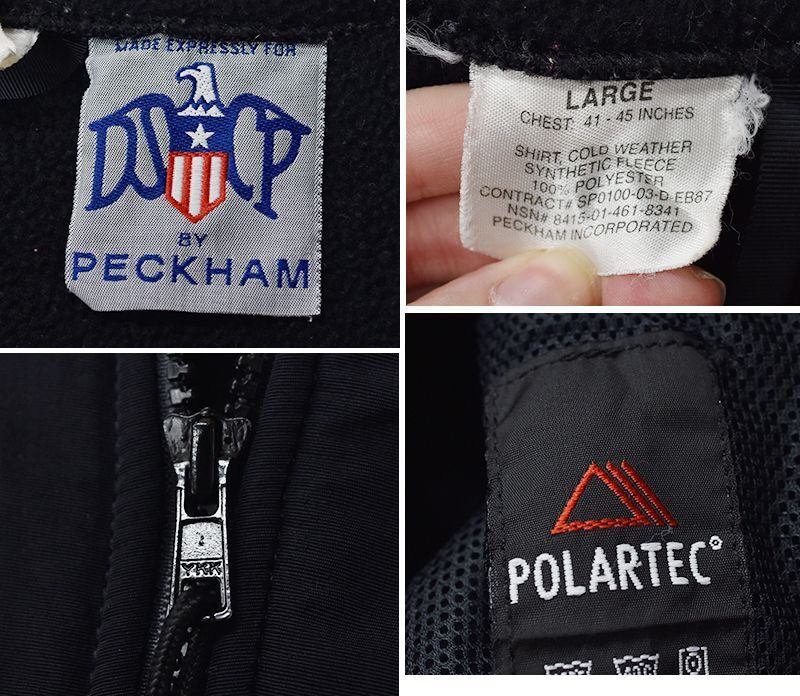 MADE EXPRESSLY FOR
DSCP
BY
PECKHAM
LARGE
CHEST: 41 - 45 INCHES
SHIRT, COLD WEATHER
SYNTHETIC FLEECE
100% POLYESTER
CONTRACT# SP0100-03-D-EB87
NSN# 8415-01-461-8341
PECKHAM INCORPORATED
YKK
POLARTEC®